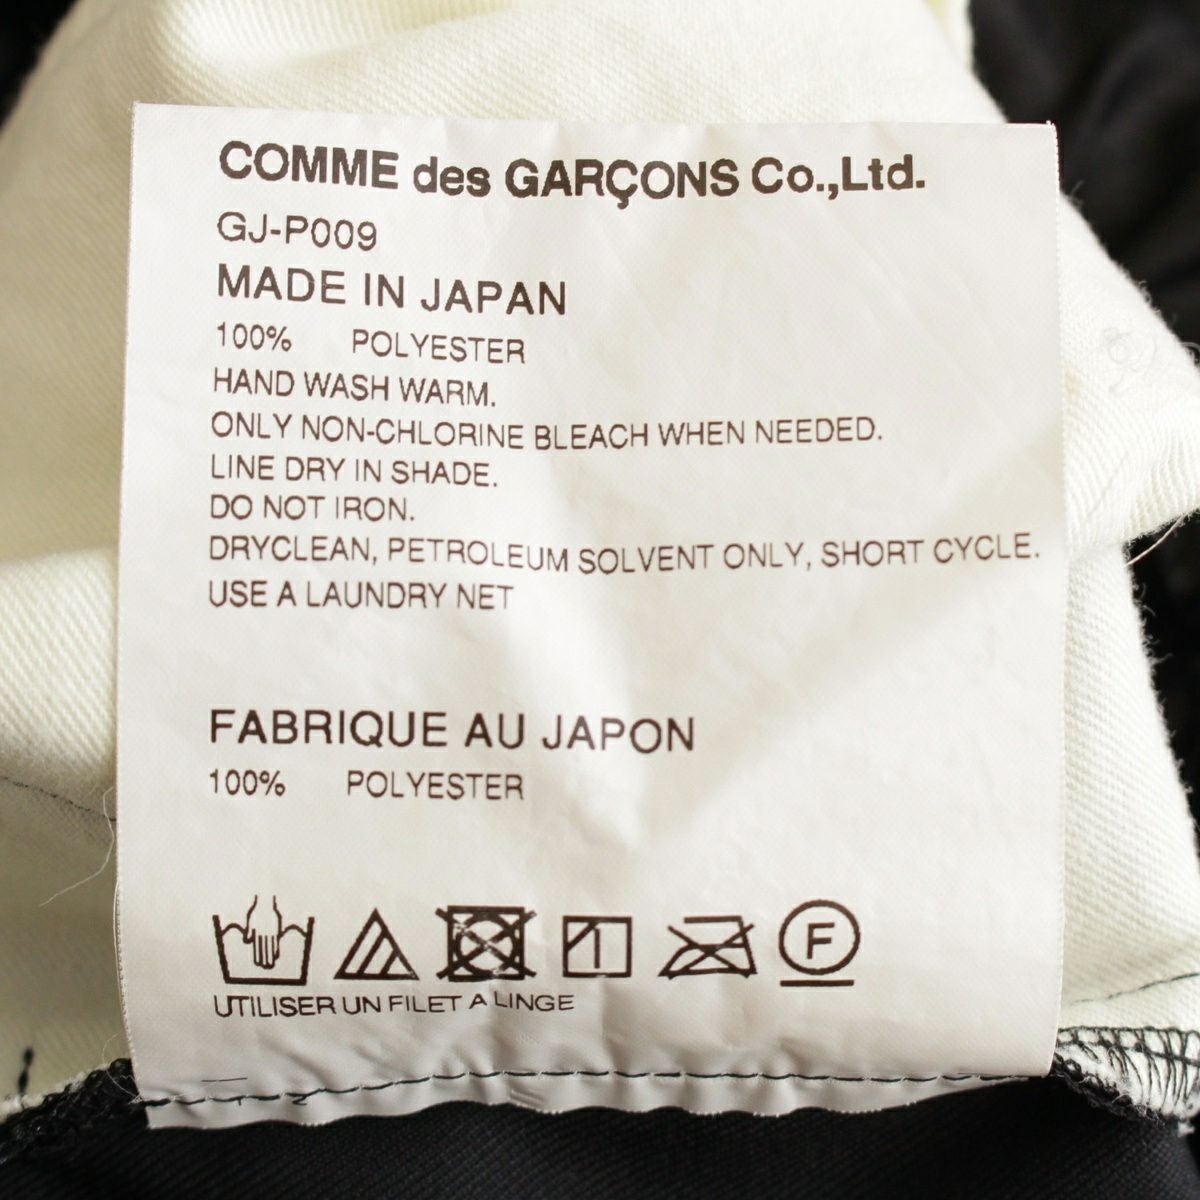 COMME des GARÇONS Co.,Ltd.
GJ-P009
MADE IN JAPAN
100% POLYESTER
HAND WASH WARM.
ONLY NON-CHLORINE BLEACH WHEN NEEDED.
LINE DRY IN SHADE.
DO NOT IRON.
DRYCLEAN, PETROLEUM SOLVENT ONLY, SHORT CYCLE.
USE A LAUNDRY NET
FABRIQUE AU JAPON
100% POLYESTER
F
UTILISER UN FILET A LINGE